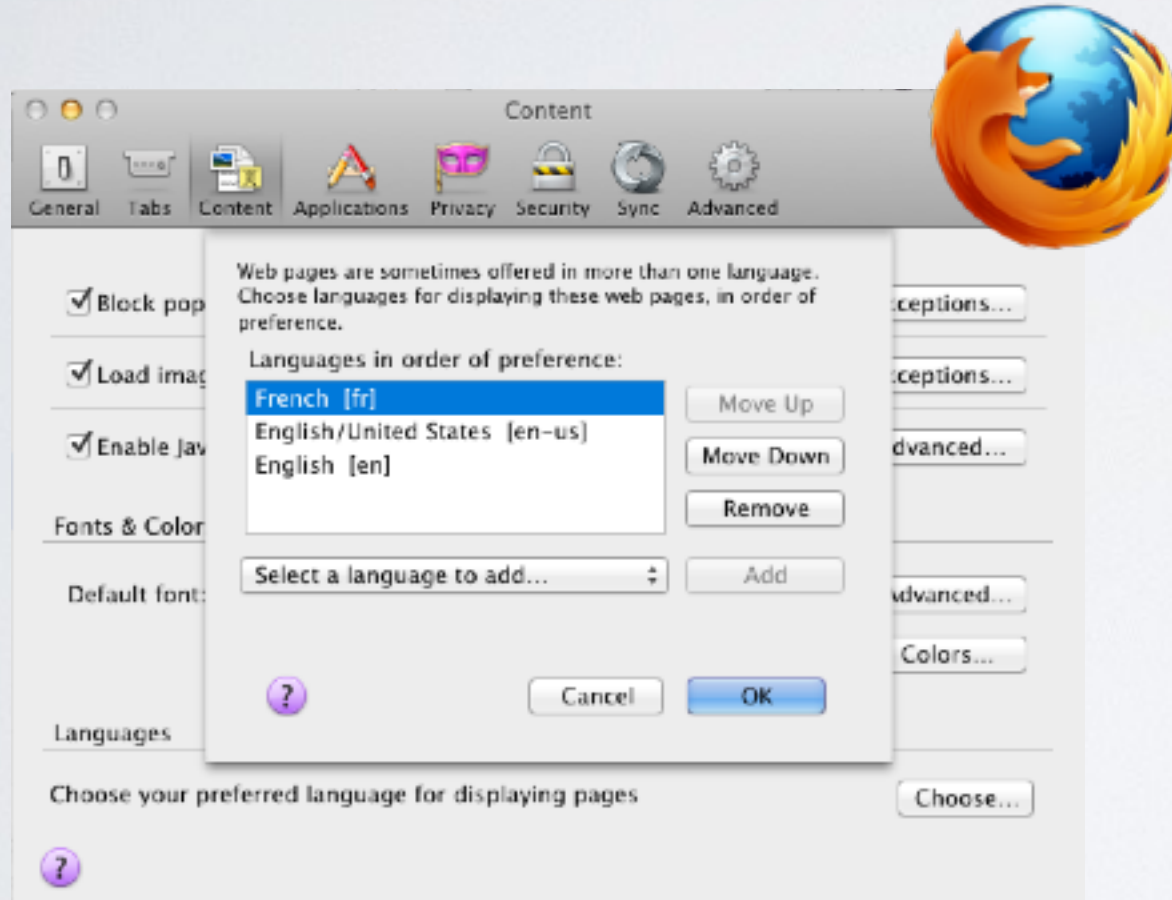 Content
General Tabs Content Applications Privacy Security Sync Advanced
Web pages are sometimes offered in more than one language.
Choose languages for displaying these web pages, in order of
preference.
Languages in order of preference:
French [fr]
English/United States [en-us]
English [en]
Move Up
Move Down
Remove
Select a language to add...
Add
?
Cancel
OK
Block pop
ceptions...
Load imag
ceptions...
Enable Jav
dvanced...
Fonts & Color
Default font:
Advanced...
Colors...
Languages
Choose your preferred language for displaying pages
Choose...
?